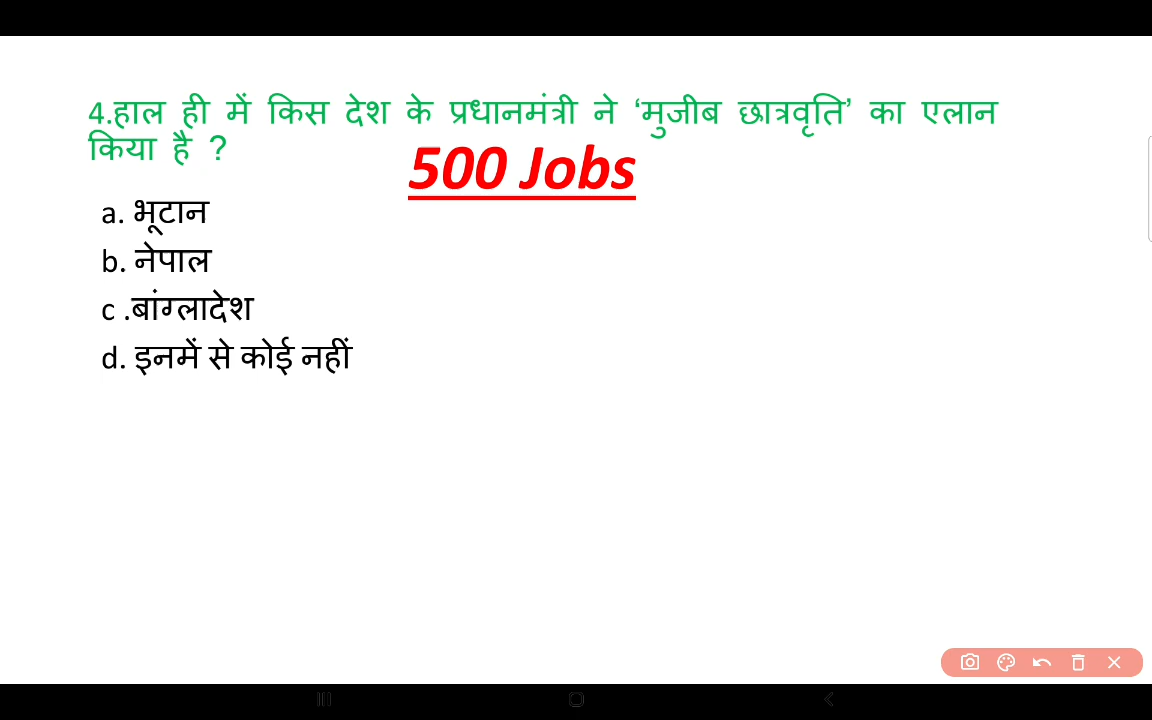 4.हाल ही में किस देश के प्रधानमंत्री ने ‘मुजीब छात्रवृति’ का एलान
किया है ?
500 Jobs
a. भूटान
b. नेपाल
c .बांग्लादेश
d. इनमें से कोई नहीं